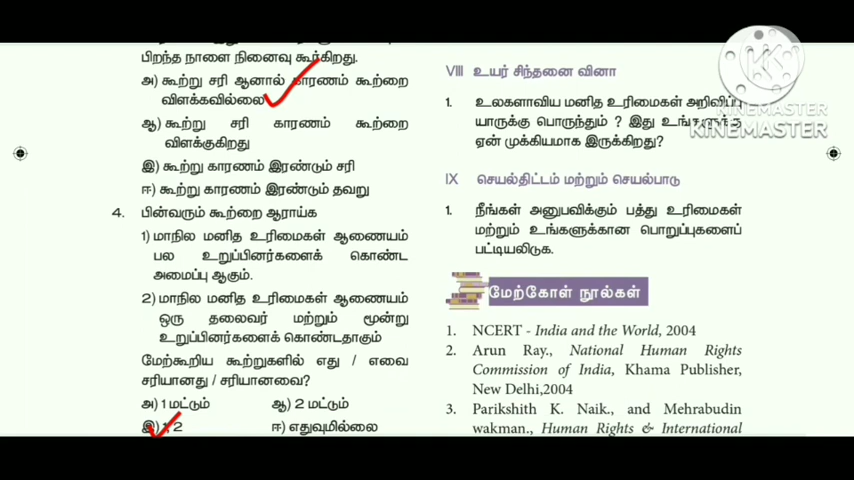 பிறந்த நாளை நினைவு கூர்கிறது.
அ) கூற்று சரி ஆனால் காரணம் கூற்றை
விளக்கவில்லை
ஆ) கூற்று சரி காரணம் கூற்றை
விளக்குகிறது
இ) கூற்று காரணம் இரண்டும் சரி
ஈ) கூற்று காரணம் இரண்டும் தவறு
4. பின்வரும் கூற்றை ஆராய்க
1) மாநில மனித உரிமைகள் ஆணையம்
பல உறுப்பினர்களைக் கொண்ட
அமைப்பு ஆகும்.
2) மாநில மனித உரிமைகள் ஆணையம்
ஒரு தலைவர் மற்றும் மூன்று
உறுப்பினர்களைக் கொண்டதாகும்
மேற்கூறிய கூற்றுகளில் எது / எவை
சரியானது / சரியானவை?
அ) 1 மட்டும் ஆ) 2 மட்டும்
இ) 1, 2 ஈ) எதுவுமில்லை
VIII உயர் சிந்தனை வினா
1. உலகளாவிய மனித உரிமைகள் அறிவிப்பு
யாருக்கு பொருந்தும் ? இது உங்களுக்கு
ஏன் முக்கியமாக இருக்கிறது?
IX செயல்திட்டம் மற்றும் செயல்பாடு
1. நீங்கள் அனுபவிக்கும் பத்து உரிமைகள்
மற்றும் உங்களுக்கான பொறுப்புகளைப்
பட்டியலிடுக.
மேற்கோள் நூல்கள்
1. NCERT - India and the World, 2004
2. Arun Ray., National Human Rights
Commission of India, Khama Publisher,
New Delhi,2004
3. Parikshith K. Naik., and Mehrabudin
wakman., Human Rights & International
KINEMASTER
KINEMASTER